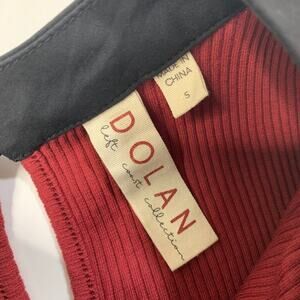 MADE IN
CHINA
S
DOLAN
left coast collection